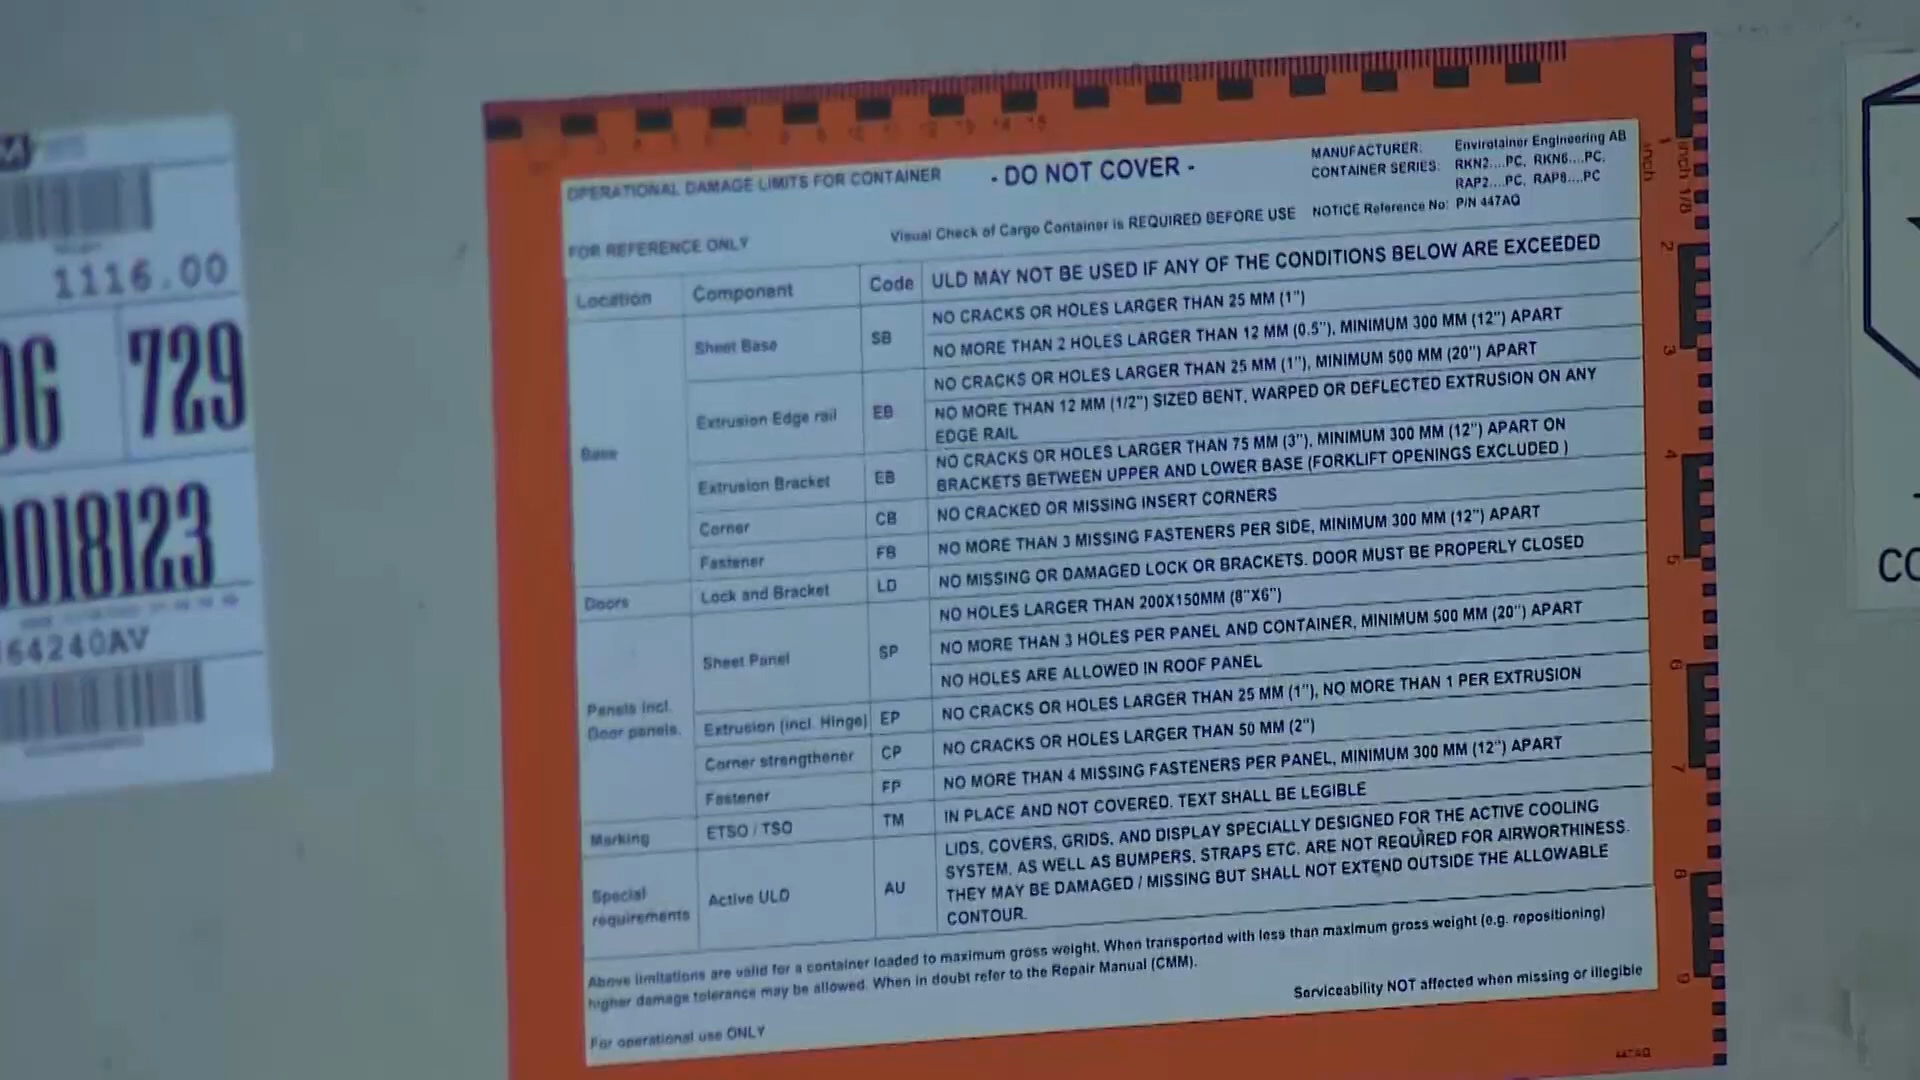 1116.00
729
0018123
64240AV
OPERATIONAL DAMAGE LIMITS FOR CONTAINER
- DO NOT COVER -
MANUFACTURER: Envirotainer Engineering AB
CONTAINER SERIES: RKN2....PC, RKN6....PC,
RAP2....PC, RAP8....PC
FOR REFERENCE ONLY
Visual Check of Cargo Container is REQUIRED BEFORE USE
NOTICE Reference No: P/N 447AQ
Location Component Code ULD MAY NOT BE USED IF ANY OF THE CONDITIONS BELOW ARE EXCEEDED
Base
Sheet Base SB
NO CRACKS OR HOLES LARGER THAN 25 MM (1")
NO MORE THAN 2 HOLES LARGER THAN 12 MM (0.5"), MINIMUM 300 MM (12") APART
Extrusion Edge rail EB
NO CRACKS OR HOLES LARGER THAN 25 MM (1"), MINIMUM 500 MM (20") APART
NO MORE THAN 12 MM (1/2") SIZED BENT, WARPED OR DEFLECTED EXTRUSION ON ANY
EDGE RAIL
Extrusion Bracket EB
NO CRACKS OR HOLES LARGER THAN 75 MM (3"), MINIMUM 300 MM (12") APART ON
BRACKETS BETWEEN UPPER AND LOWER BASE (FORKLIFT OPENINGS EXCLUDED )
Corner CB NO CRACKED OR MISSING INSERT CORNERS
Fastener FB NO MORE THAN 3 MISSING FASTENERS PER SIDE, MINIMUM 300 MM (12") APART
Doors Lock and Bracket LD NO MISSING OR DAMAGED LOCK OR BRACKETS. DOOR MUST BE PROPERLY CLOSED
Panels incl.
Door panels.
Sheet Panel SP
NO HOLES LARGER THAN 200X150MM (8"X6")
NO MORE THAN 3 HOLES PER PANEL AND CONTAINER, MINIMUM 500 MM (20") APART
NO HOLES ARE ALLOWED IN ROOF PANEL
Extrusion (incl. Hinge) EP NO CRACKS OR HOLES LARGER THAN 25 MM (1"), NO MORE THAN 1 PER EXTRUSION
Corner strengthener CP NO CRACKS OR HOLES LARGER THAN 50 MM (2")
Fastener FP NO MORE THAN 4 MISSING FASTENERS PER PANEL, MINIMUM 300 MM (12") APART
Marking ETSO / TSO TM IN PLACE AND NOT COVERED. TEXT SHALL BE LEGIBLE
Special
requirements
Active ULD AU
LIDS, COVERS, GRIDS, AND DISPLAY SPECIALLY DESIGNED FOR THE ACTIVE COOLING
SYSTEM, AS WELL AS BUMPERS, STRAPS ETC. ARE NOT REQUIRED FOR AIRWORTHINESS.
THEY MAY BE DAMAGED / MISSING BUT SHALL NOT EXTEND OUTSIDE THE ALLOWABLE
CONTOUR.
Above limitations are valid for a container loaded to maximum gross weight. When transported with less than maximum gross weight (e.g. repositioning)
higher damage tolerance may be allowed. When in doubt refer to the Repair Manual (CMM).
Serviceability NOT affected when missing or illegible
For operational use ONLY
447AQ
inch
inch 1/8
1
2
3
4
5
6
7
8
9
CO